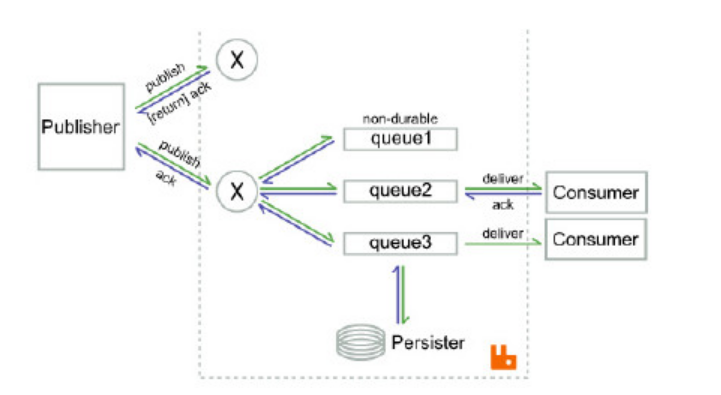 publish
X
[return] ack
Publisher
non-durable
queue1
publish
ack
X
queue2
deliver
ack
Consumer
queue3
deliver
Consumer
Persister